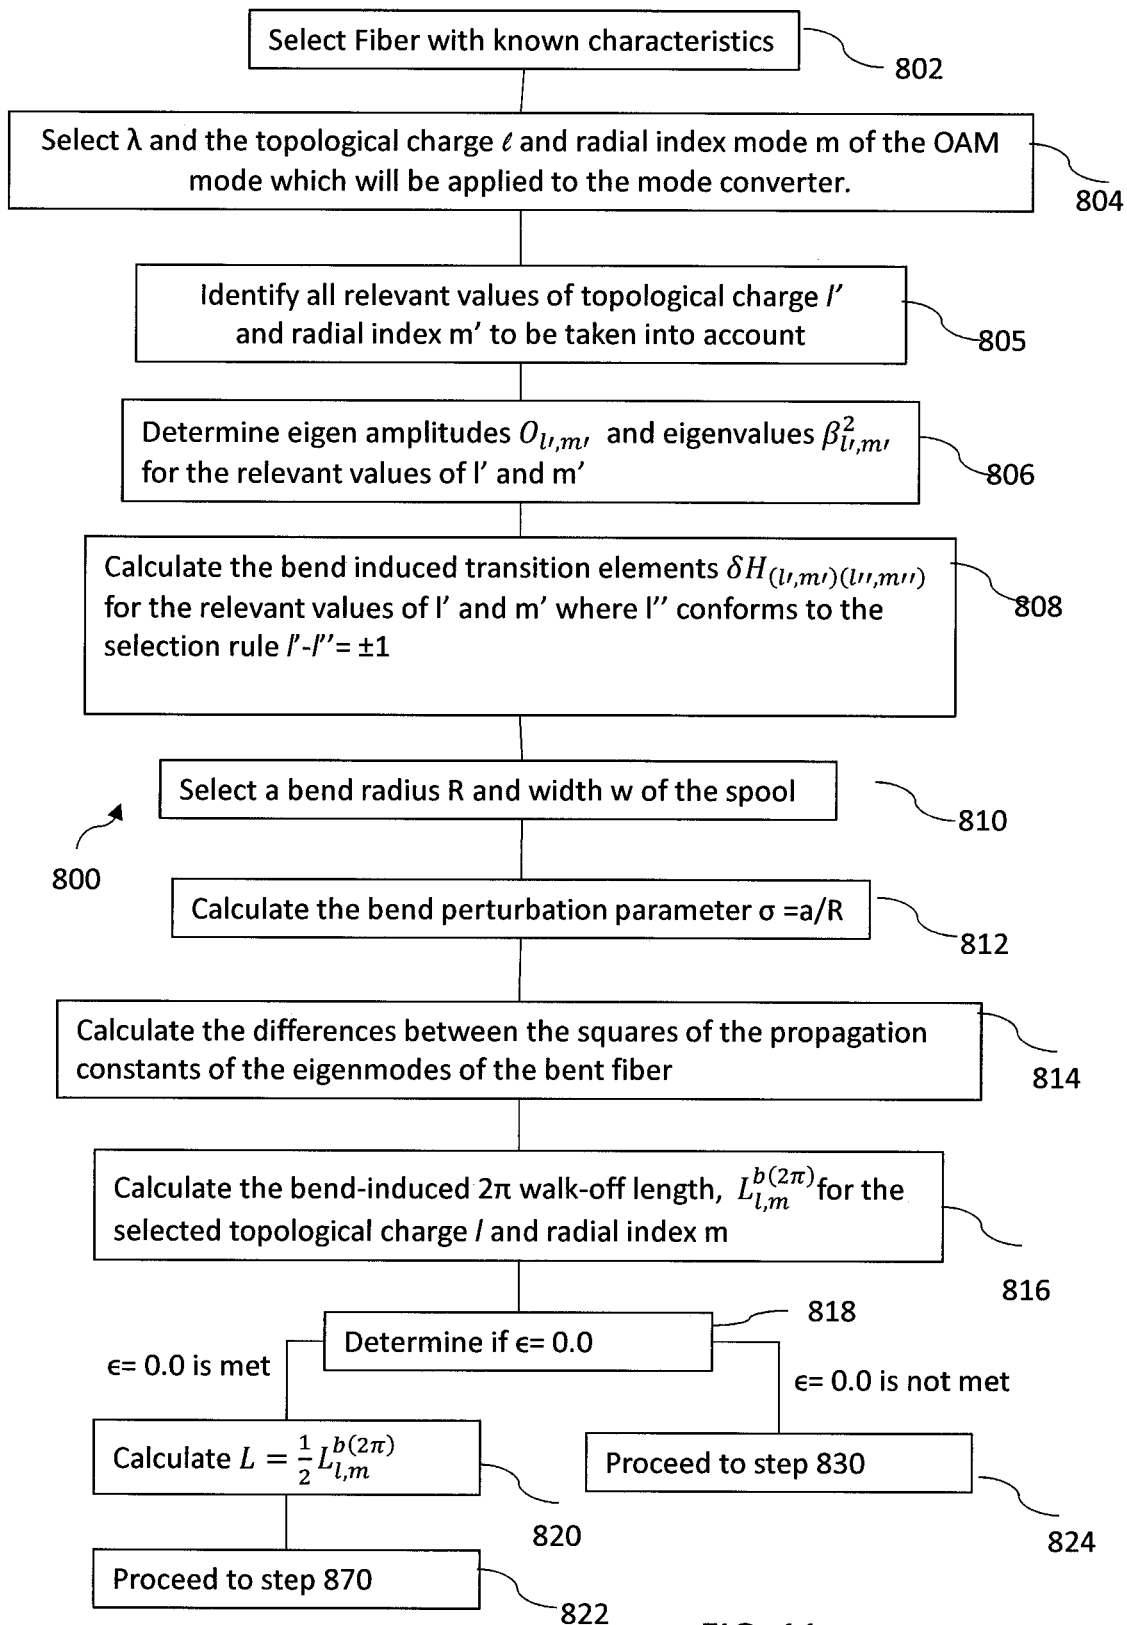 Select Fiber with known characteristics
802
Select λ and the topological charge ℓ and radial index mode m of the OAM
mode which will be applied to the mode converter.
804
Identify all relevant values of topological charge l'
and radial index m' to be taken into account
805
Determine eigen amplitudes O_{l',m'} and eigenvalues β²_{l',m'}
for the relevant values of l' and m'
806
Calculate the bend induced transition elements δH_{(l',m')(l'',m'')}
for the relevant values of l' and m' where l'' conforms to the
selection rule l'-l''= ±1
808
Select a bend radius R and width w of the spool
810
800
Calculate the bend perturbation parameter σ =a/R
812
Calculate the differences between the squares of the propagation
constants of the eigenmodes of the bent fiber
814
Calculate the bend-induced 2π walk-off length, L_{l,m}^{b(2π)} for the
selected topological charge l and radial index m
816
818
Determine if ϵ= 0.0
ϵ= 0.0 is met
ϵ= 0.0 is not met
Calculate L = ½ L_{l,m}^{b(2π)}
820
Proceed to step 830
824
Proceed to step 870
822